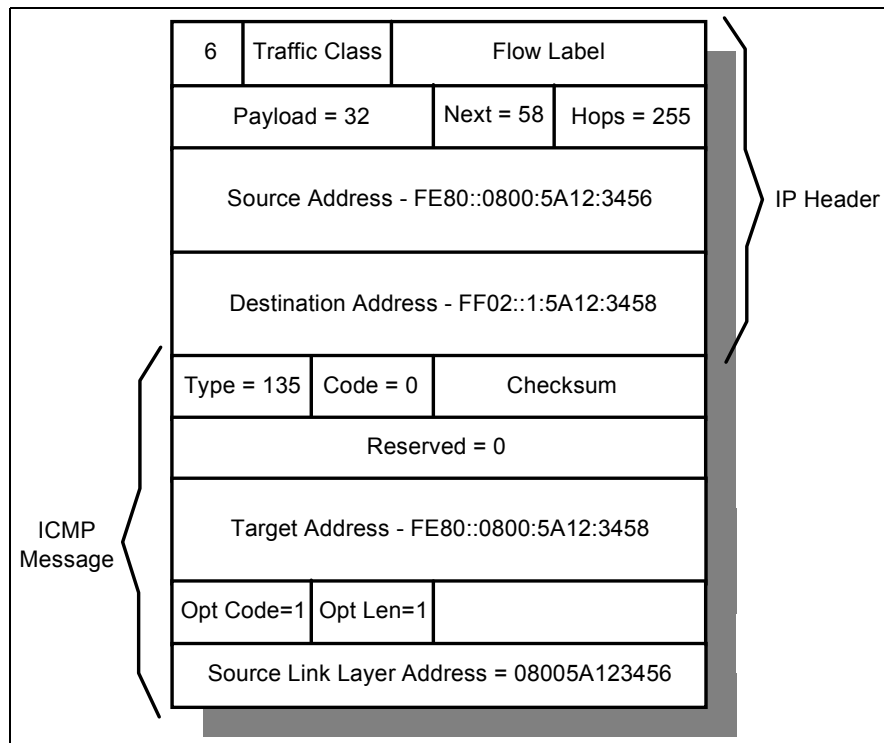 6 Traffic Class Flow Label
Payload = 32 Next = 58 Hops = 255
Source Address - FE80::0800:5A12:3456
IP Header
Destination Address - FF02::1:5A12:3458
Type = 135 Code = 0 Checksum
Reserved = 0
Target Address - FE80::0800:5A12:3458
ICMP
Message
Opt Code=1 Opt Len=1
Source Link Layer Address = 08005A123456